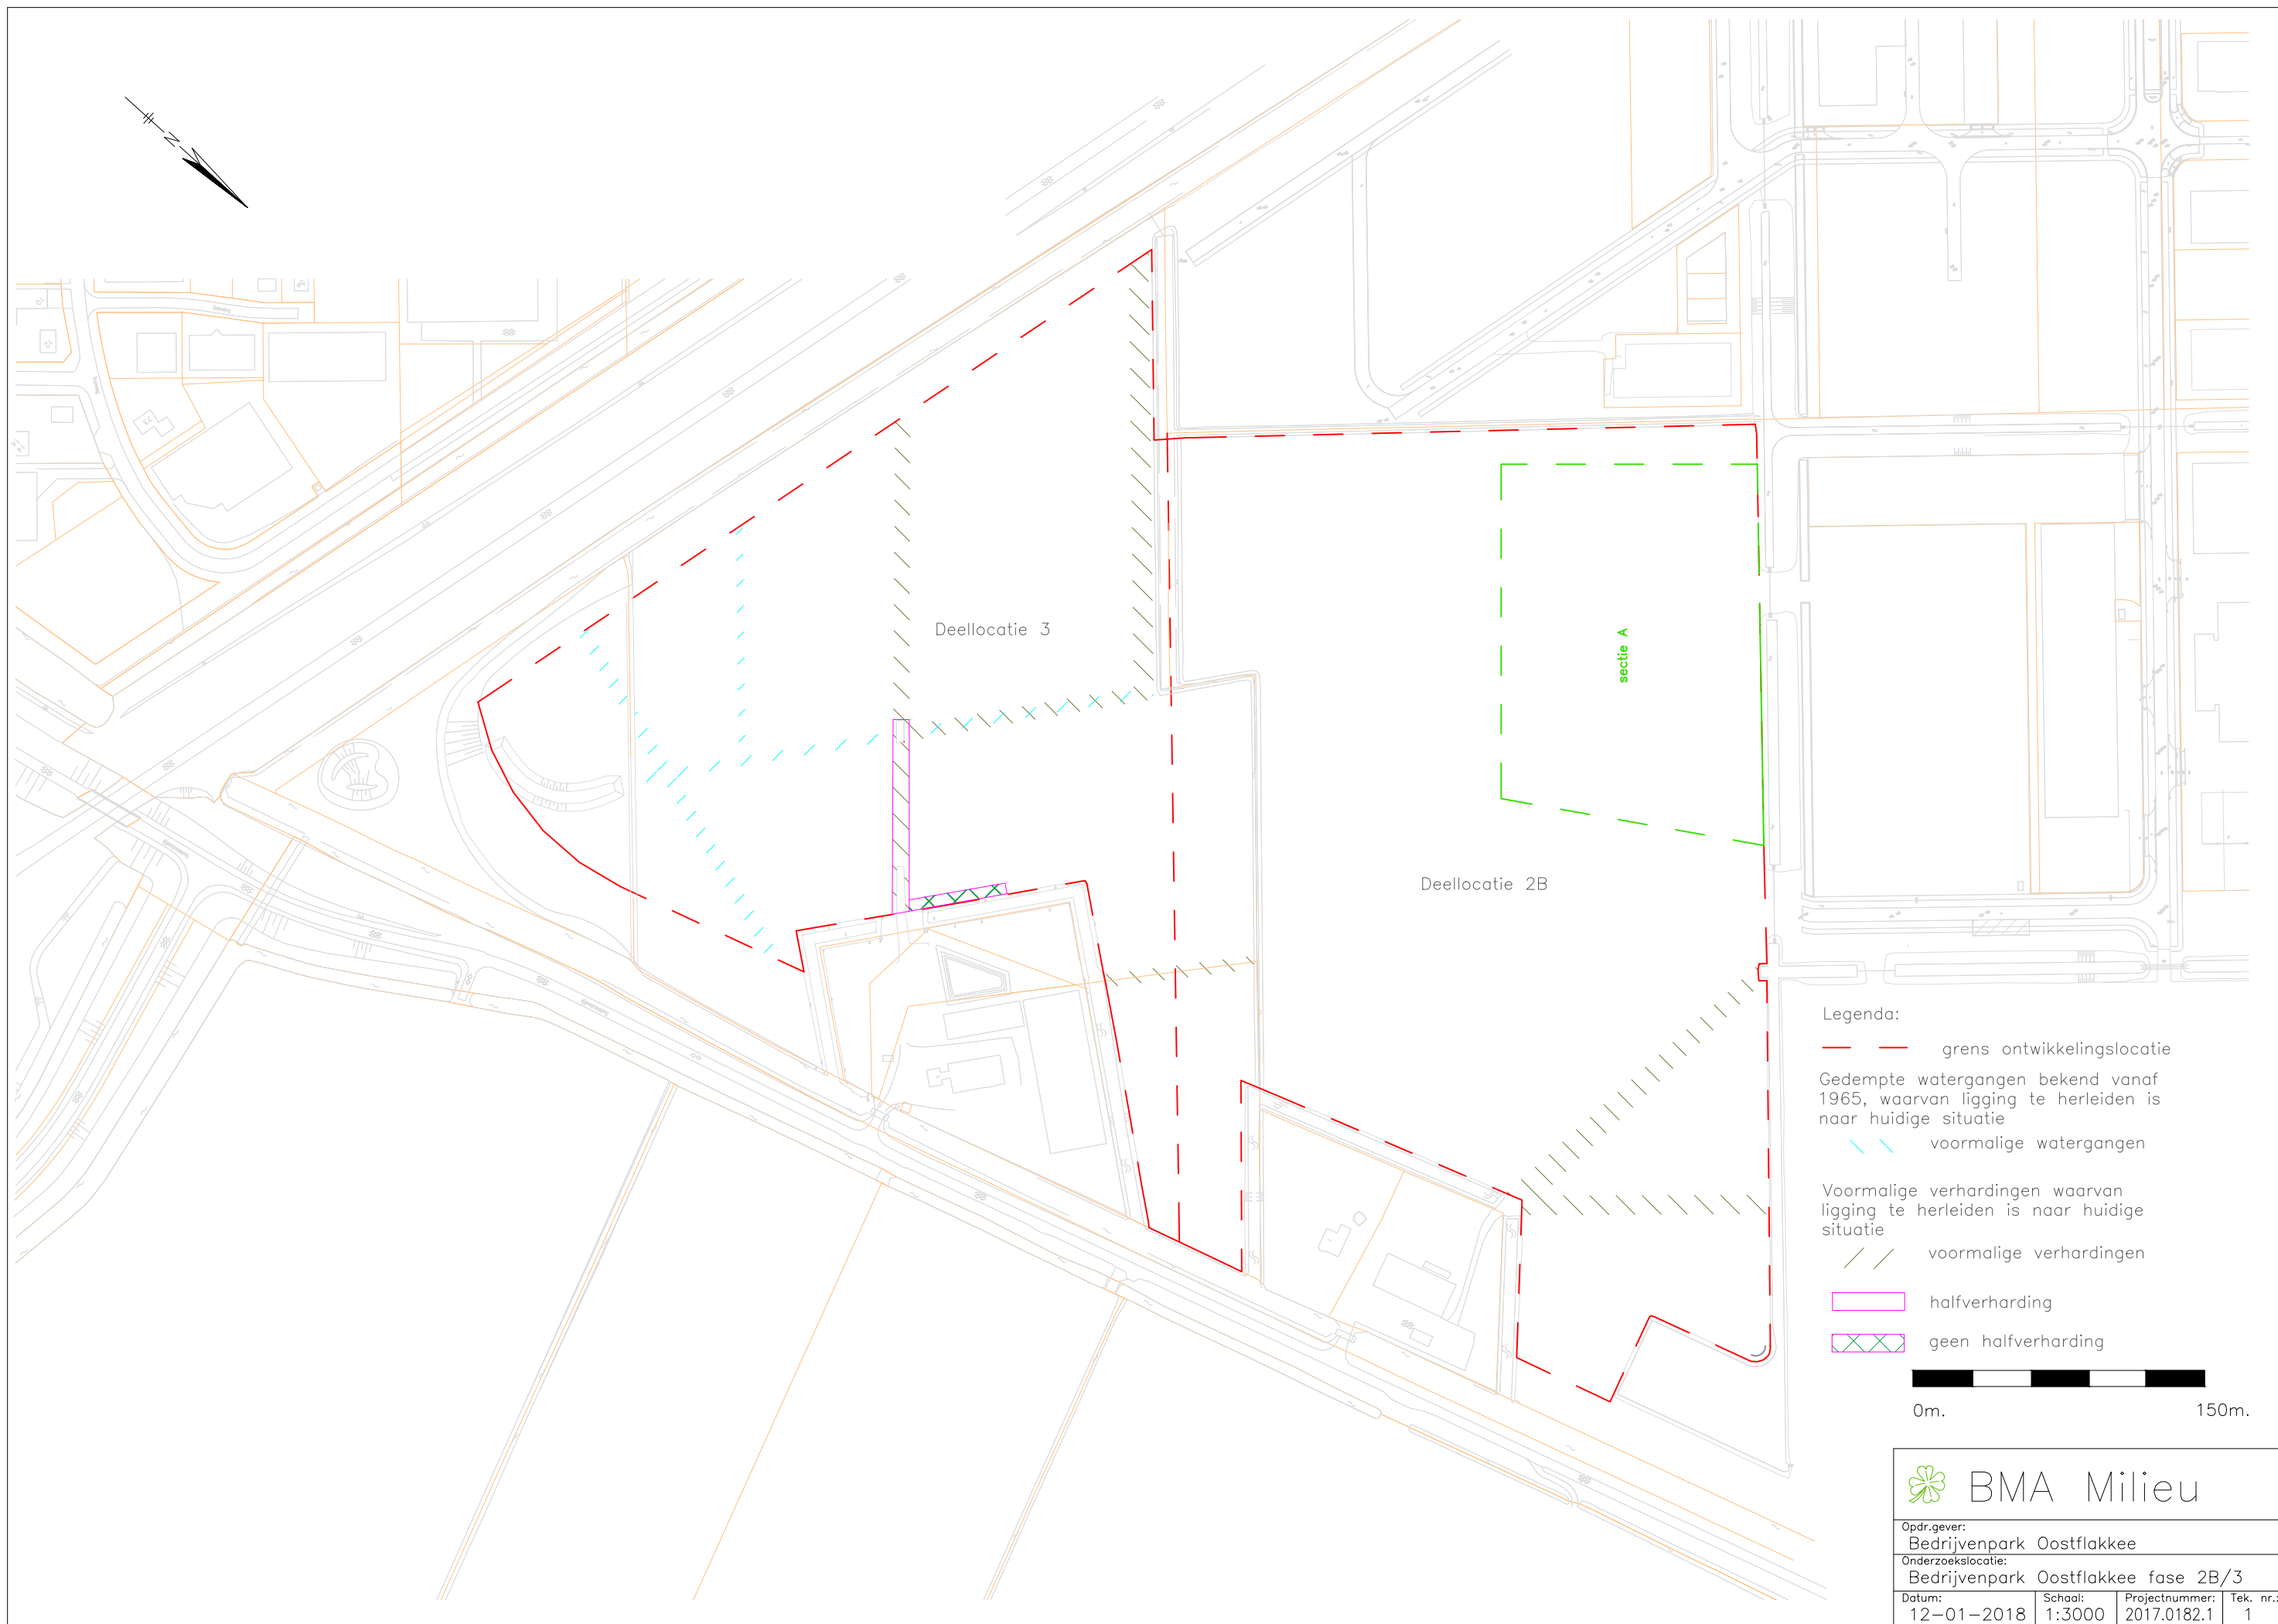 N
Deellocatie 3
sectie A
Deellocatie 2B
Legenda:
grens ontwikkelingslocatie
Gedempte watergangen bekend vanaf
1965, waarvan ligging te herleiden is
naar huidige situatie
voormalige watergangen
Voormalige verhardingen waarvan
ligging te herleiden is naar huidige
situatie
voormalige verhardingen
halfverharding
geen halfverharding
0m. 150m.
BMA Milieu
Opdr.gever:
Bedrijvenpark Oostflakkee
Onderzoekslocatie:
Bedrijvenpark Oostflakkee fase 2B/3
Datum: Schaal: Projectnummer: Tek. nr.:
12-01-2018 1:3000 2017.0182.1 1